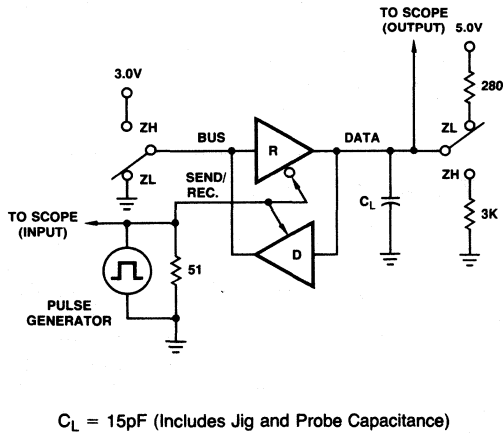 TO SCOPE
(OUTPUT)
5.0V
3.0V
280
ZH
BUS
R
DATA
ZL
ZL
SEND/
REC.
ZH
CL
TO SCOPE
(INPUT)
3K
51
D
PULSE
GENERATOR
CL = 15pF (Includes Jig and Probe Capacitance)